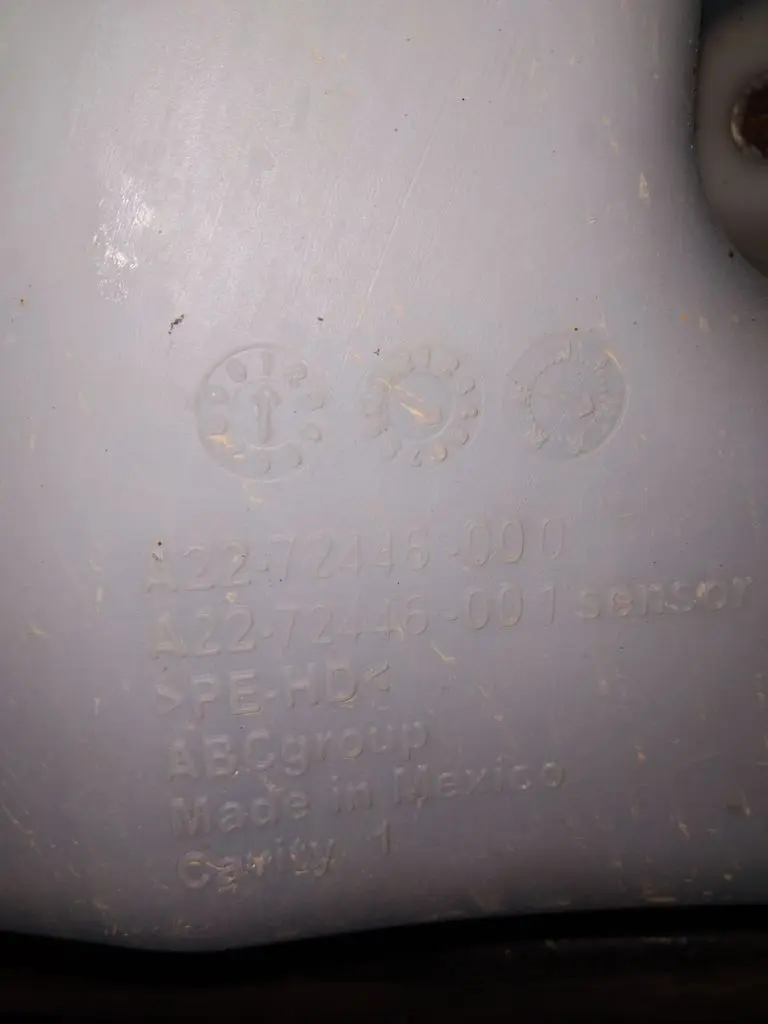 A22-72446-000
A22-72446-001 sensor
>PE-HD<
ABCgroup
Made in Mexico
Cavity 1